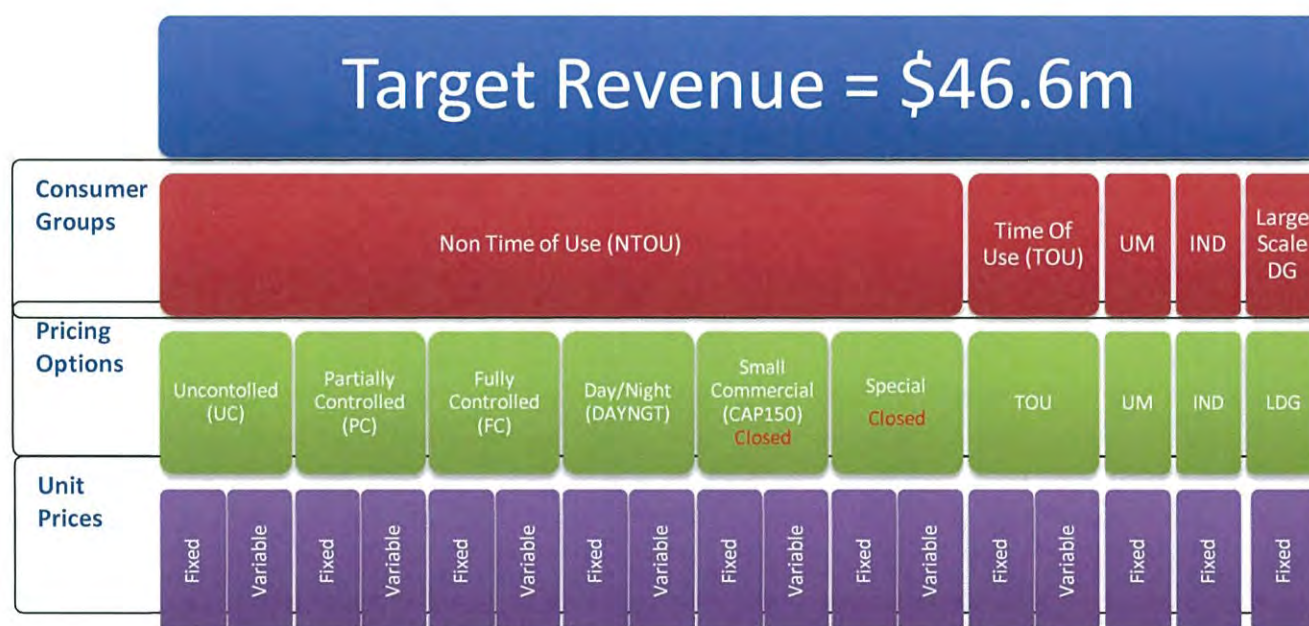 Target Revenue = $46.6m
Consumer
Groups
Non Time of Use (NTOU)
Time Of
Use (TOU)
UM
IND
Large
Scale
DG
Pricing
Options
Uncontolled
(UC)
Partially
Controlled
(PC)
Fully
Controlled
(FC)
Day/Night
(DAYNGT)
Small
Commercial
(CAP150)
Closed
Special
Closed
TOU
UM
IND
LDG
Unit
Prices
Fixed
Variable
Fixed
Variable
Fixed
Variable
Fixed
Variable
Fixed
Variable
Fixed
Variable
Fixed
Variable
Fixed
Fixed
Fixed